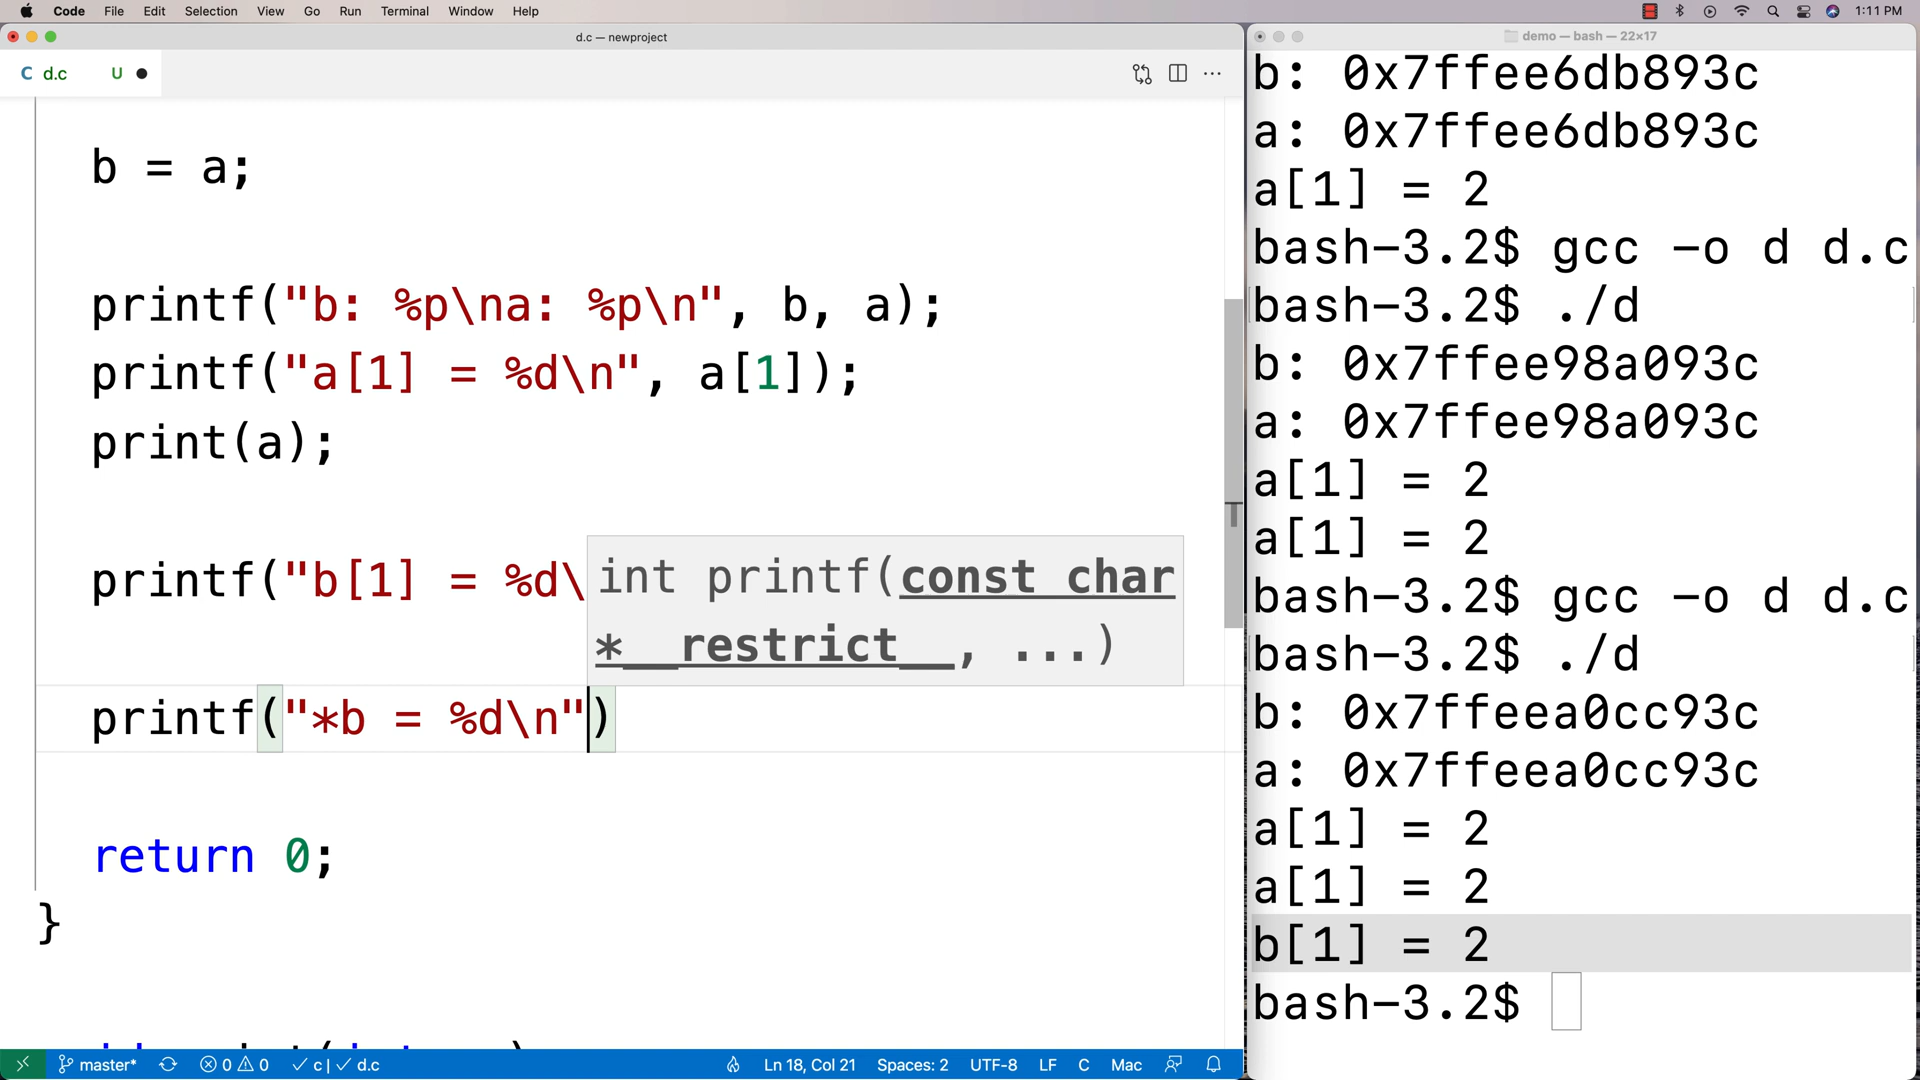 Code File Edit Selection View Go Run Terminal Window Help 1:11 PM
d.c — newproject
C d.c U
b = a;
printf("b: %p\na: %p\n", b, a);
printf("a[1] = %d\n", a[1]);
print(a);
printf("b[1] = %d\
int printf(const char
*__restrict__, ...)
printf("*b = %d\n")
return 0;
}
master* 0 0 c | d.c Ln 18, Col 21 Spaces: 2 UTF-8 LF C Mac
demo — bash — 22×17
b: 0x7ffee6db893c
a: 0x7ffee6db893c
a[1] = 2
bash-3.2$ gcc -o d d.c
bash-3.2$ ./d
b: 0x7ffee98a093c
a: 0x7ffee98a093c
a[1] = 2
a[1] = 2
bash-3.2$ gcc -o d d.c
bash-3.2$ ./d
b: 0x7ffeea0cc93c
a: 0x7ffeea0cc93c
a[1] = 2
a[1] = 2
b[1] = 2
bash-3.2$